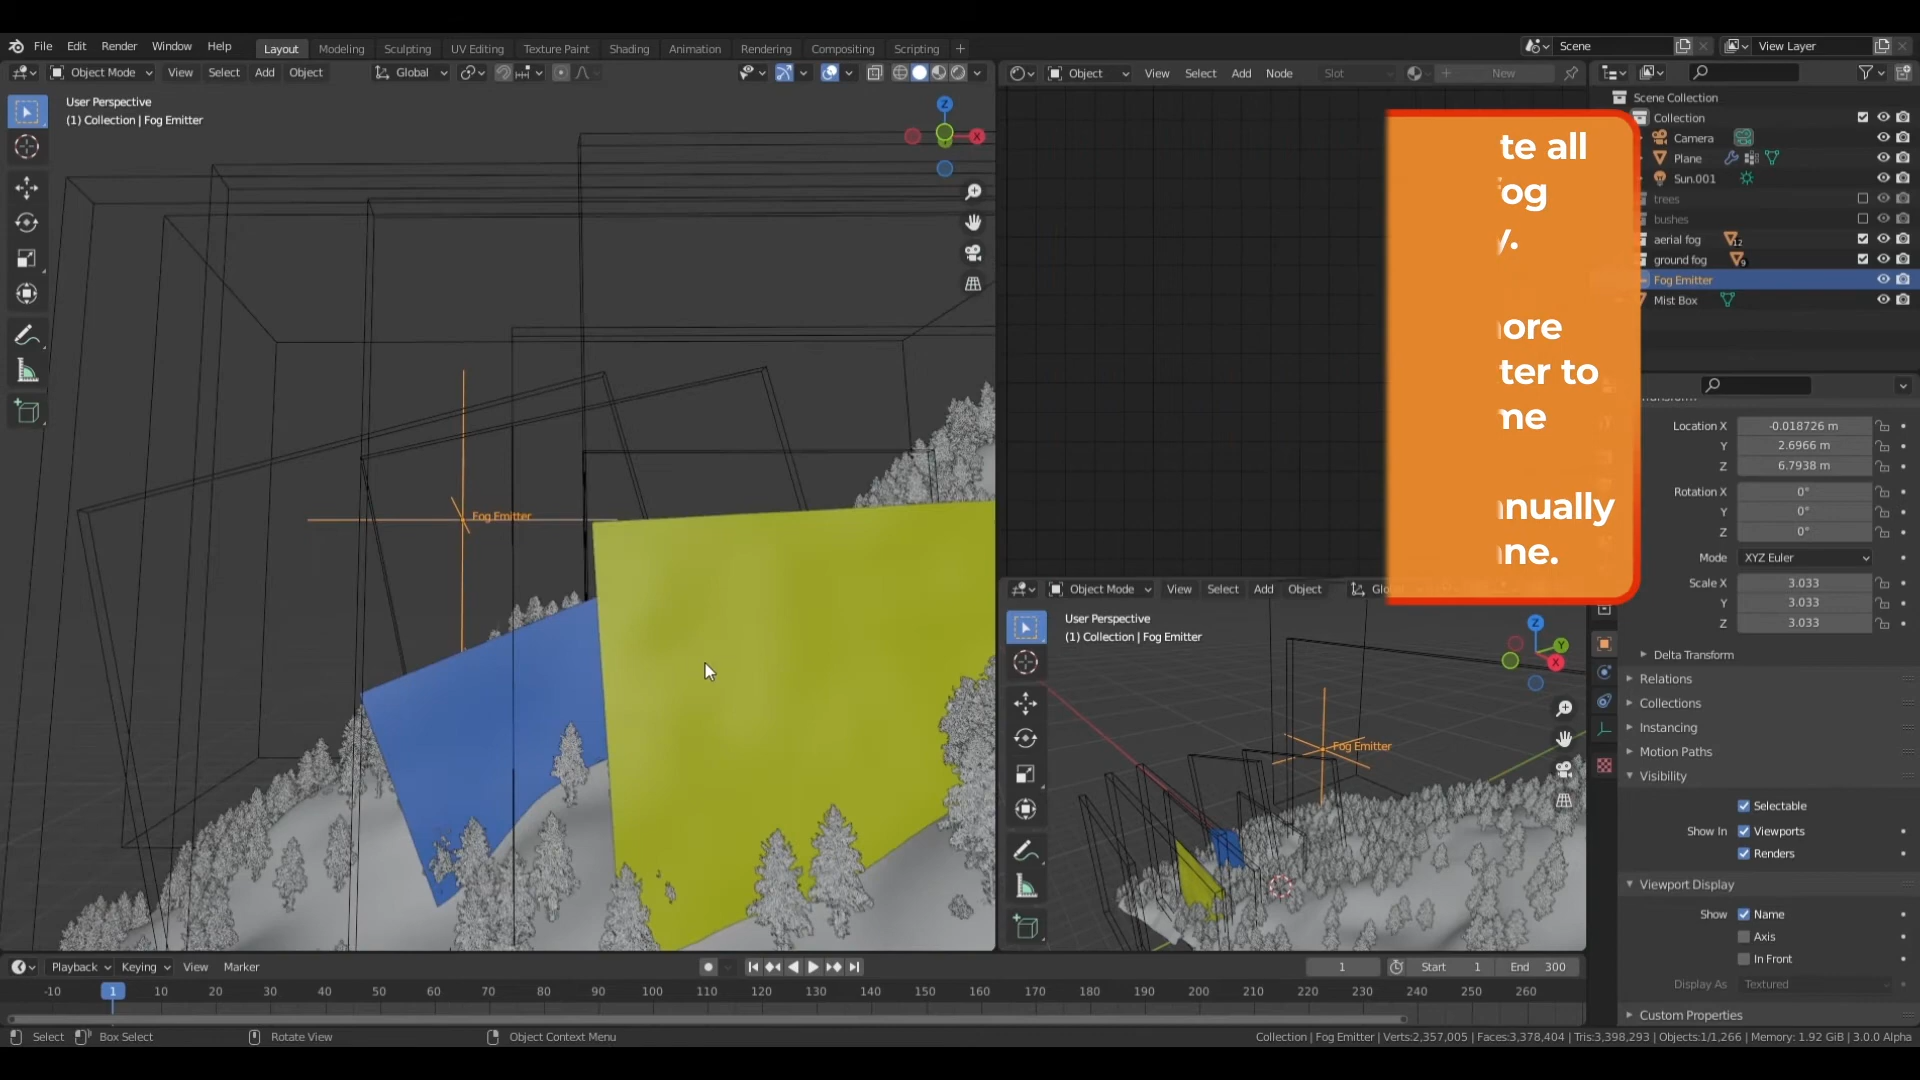 File Edit Render Window Help
Layout Modeling Sculpting UV Editing Texture Paint Shading Animation Rendering Compositing Scripting +
Scene
View Layer
Object Mode View Select Add Object Global
Object View Select Add Node Slot New
User Perspective
(1) Collection | Fog Emitter
Z
X
Fog Emitter
te all
og
y.
ore
ter to
me
nually
ne.
Scene Collection
Collection
Camera
Plane
Sun.001
trees
bushes
aerial fog 12
ground fog 9
Fog Emitter
Mist Box
Location X -0.018726 m
Y 2.6966 m
Z 6.7938 m
Rotation X 0°
Y 0°
Z 0°
Mode XYZ Euler
Scale X 3.033
Y 3.033
Z 3.033
Delta Transform
Relations
Collections
Instancing
Motion Paths
Visibility
Selectable
Show In Viewports
Renders
Viewport Display
Show Name
Axis
In Front
Display As Textured
Custom Properties
Object Mode View Select Add Object Glo
User Perspective
(1) Collection | Fog Emitter
Z
Y
X
Fog Emitter
Playback Keying View Marker
1 Start 1 End 300
-10 1 10 20 30 40 50 60 70 80 90 100 110 120 130 140 150 160 170 180 190 200 210 220 230 240 250 260
Select Box Select Rotate View Object Context Menu
Collection | Fog Emitter | Verts:2,357,005 | Faces:3,378,404 | Tris:3,398,293 | Objects:1/1,266 | Memory: 1.92 GiB | 3.0.0 Alpha